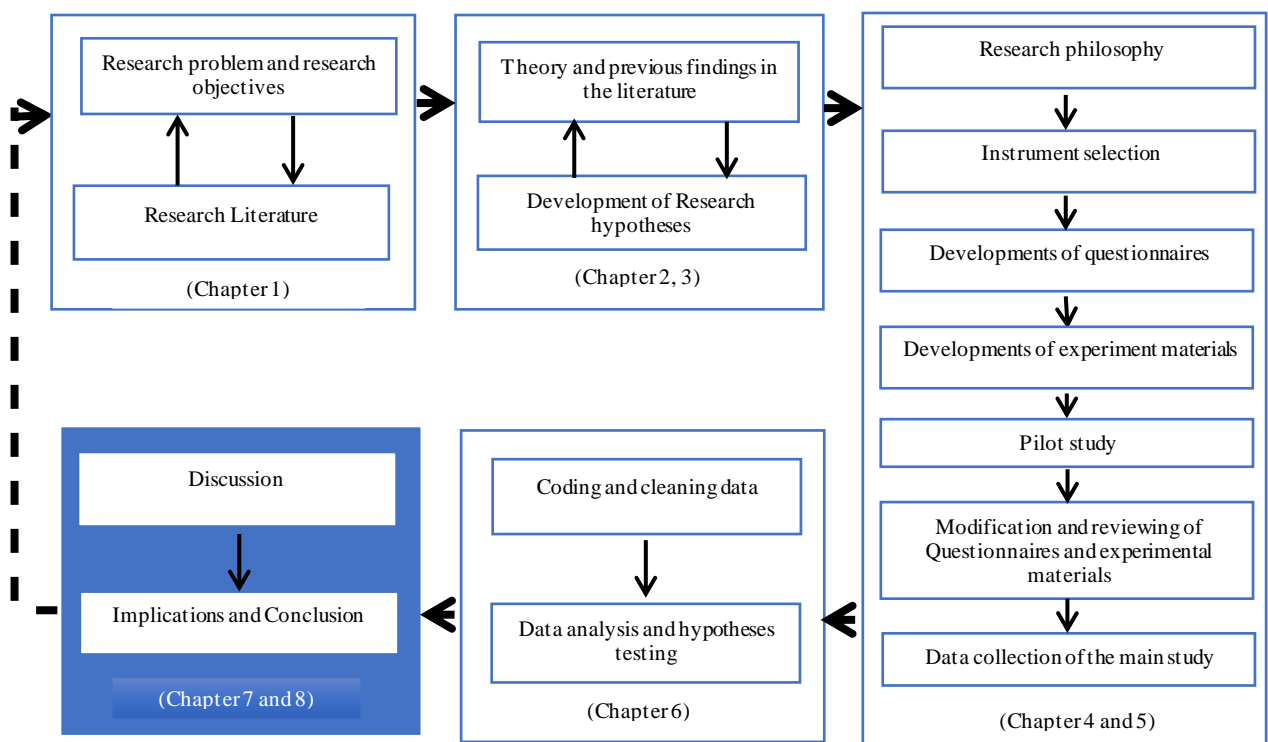 Research problem and research
objectives
Research Literature
(Chapter 1)
Theory and previous findings in
the literature
Development of Research
hypotheses
(Chapter 2, 3)
Research philosophy
Instrument selection
Developments of questionnaires
Developments of experiment materials
Pilot study
Modification and reviewing of
Questionnaires and experimental
materials
Data collection of the main study
(Chapter 4 and 5)
Coding and cleaning data
Data analysis and hypotheses
testing
(Chapter 6)
Discussion
Implications and Conclusion
(Chapter 7 and 8)